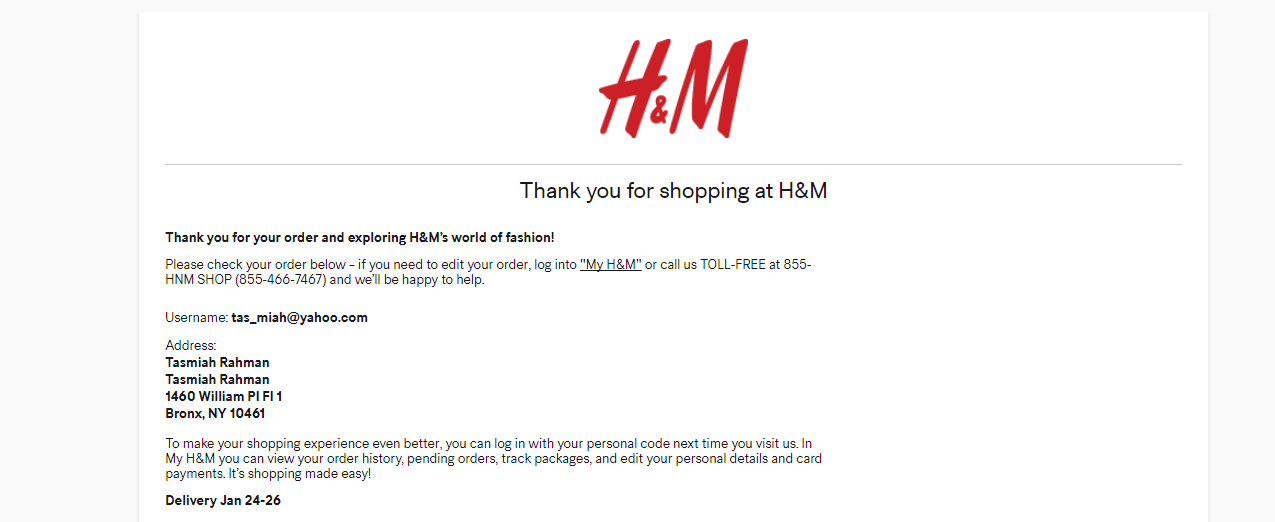 H&M
Thank you for shopping at H&M
Thank you for your order and exploring H&M's world of fashion!
Please check your order below – if you need to edit your order, log into "My H&M" or call us TOLL-FREE at 855-
HNM SHOP (855-466-7467) and we'll be happy to help.
Username: tas_miah@yahoo.com
Address:
Tasmiah Rahman
Tasmiah Rahman
1460 William Pl Fl 1
Bronx, NY 10461
To make your shopping experience even better, you can log in with your personal code next time you visit us. In
My H&M you can view your order history, pending orders, track packages, and edit your personal details and card
payments. It's shopping made easy!
Delivery Jan 24-26